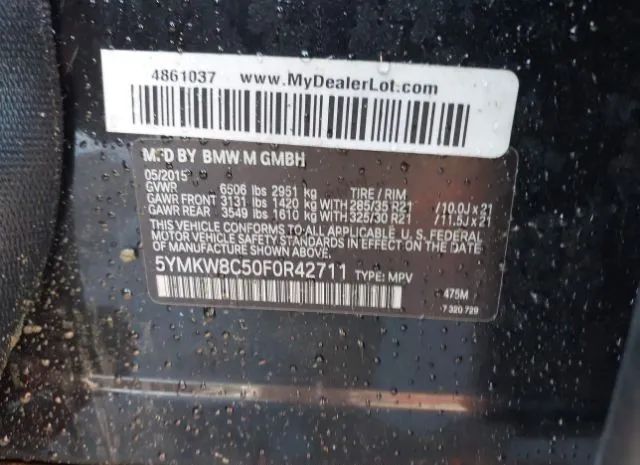 4861037 www.MyDealerLot.com
MFD BY BMW M GMBH
05/2015
GVWR 6506 lbs 2951 kg TIRE / RIM
GAWR FRONT 3131 lbs 1420 kg WITH 285/35 R21 /10.0J x 21
GAWR REAR 3549 lbs 1610 kg WITH 325/30 R21 /11.5J x 21
THIS VEHICLE CONFORMS TO ALL APPLICABLE U.S. FEDERAL
MOTOR VEHICLE SAFETY STANDARDS IN EFFECT ON THE DATE
OF MANUFACTURE SHOWN ABOVE.
5YMKW8C50F0R42711 TYPE: MPV
475M
7 320 729